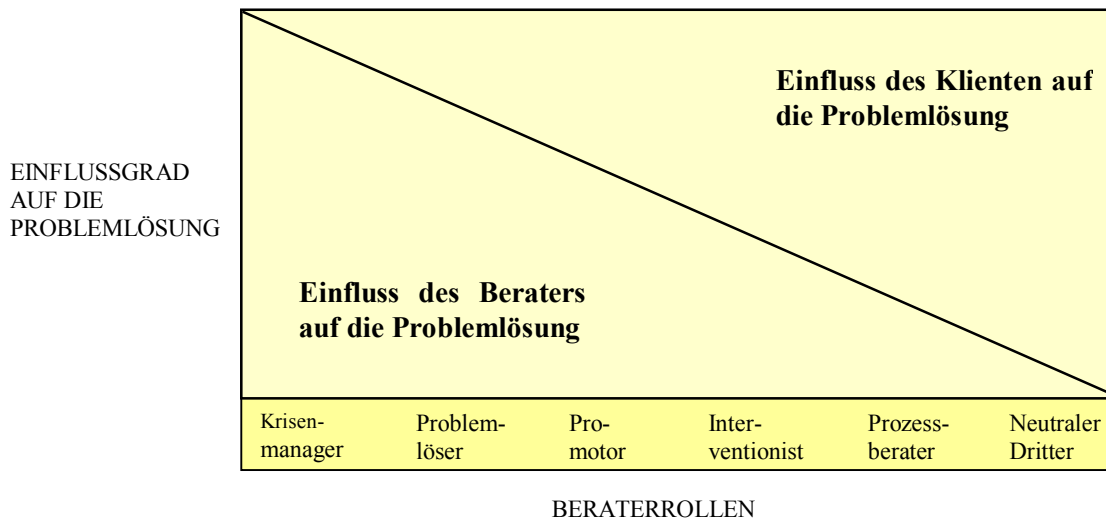 Einfluss des Klienten auf
die Problemlösung
EINFLUSSGRAD
AUF DIE
PROBLEMLÖSUNG
Einfluss des Beraters
auf die Problemlösung
Krisen-
manager
Problem-
löser
Pro-
motor
Inter-
ventionist
Prozess-
berater
Neutraler
Dritter
BERATERROLLEN